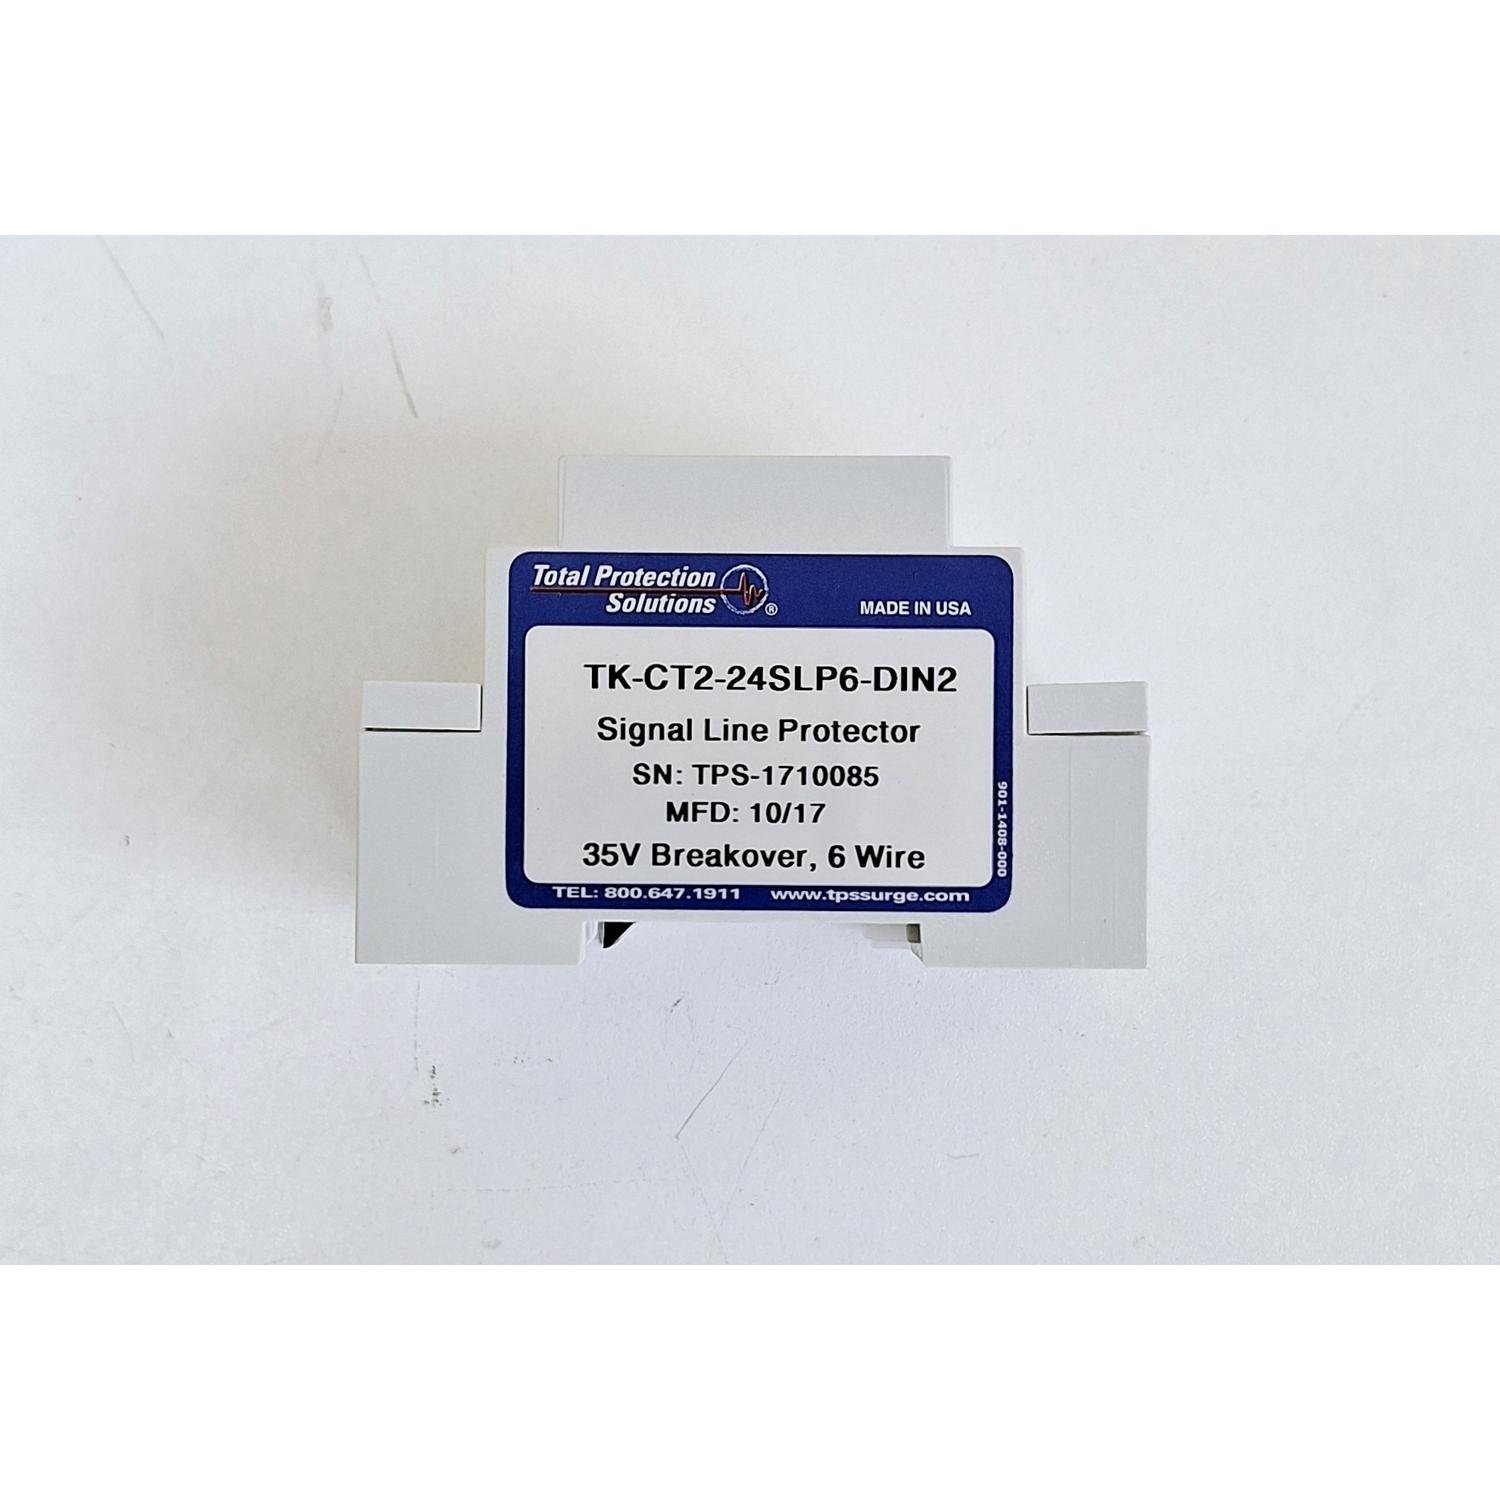 Total Protection
Solutions ®
MADE IN USA
TK-CT2-24SLP6-DIN2
Signal Line Protector
SN: TPS-1710085
MFD: 10/17
35V Breakover, 6 Wire
901-1408-000
TEL: 800.647.1911 www.tpssurge.com